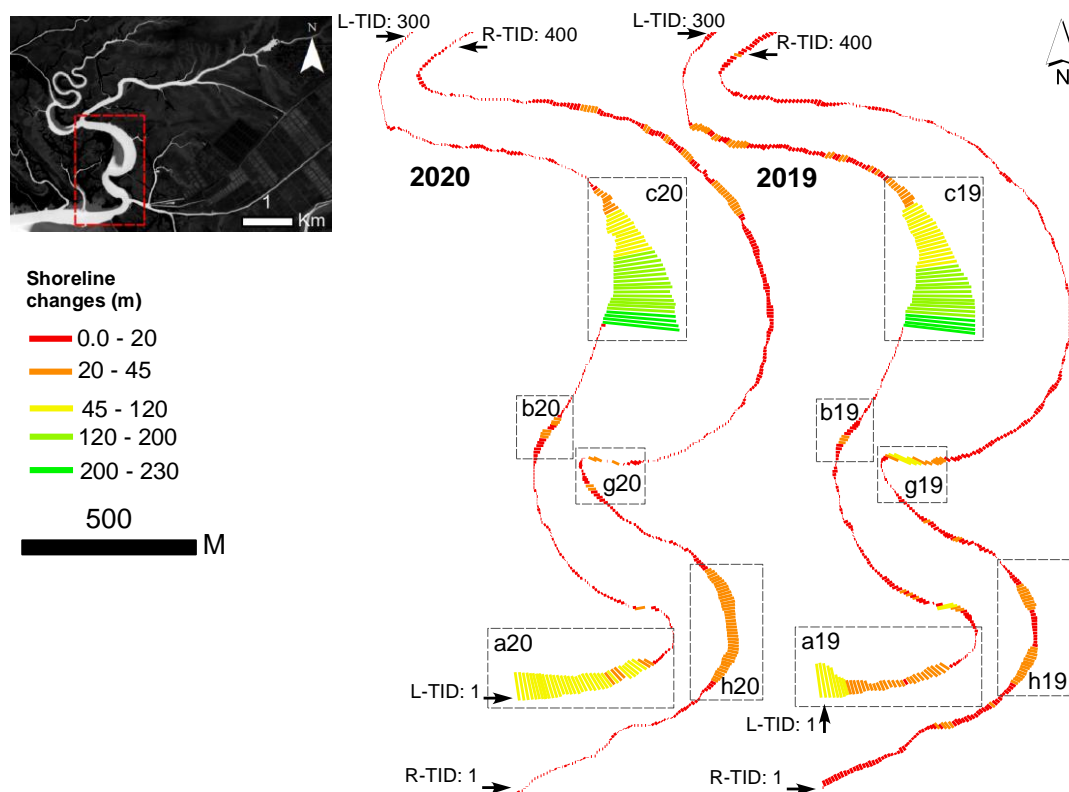 L-TID: 300
R-TID: 400
L-TID: 300
R-TID: 400
N
N
1
Km
2020
2019
c20
c19
Shoreline
changes (m)
0.0 - 20
20 - 45
45 - 120
120 - 200
200 - 230
500
M
b20
b19
g20
g19
a20
a19
h20
h19
L-TID: 1
L-TID: 1
R-TID: 1
R-TID: 1